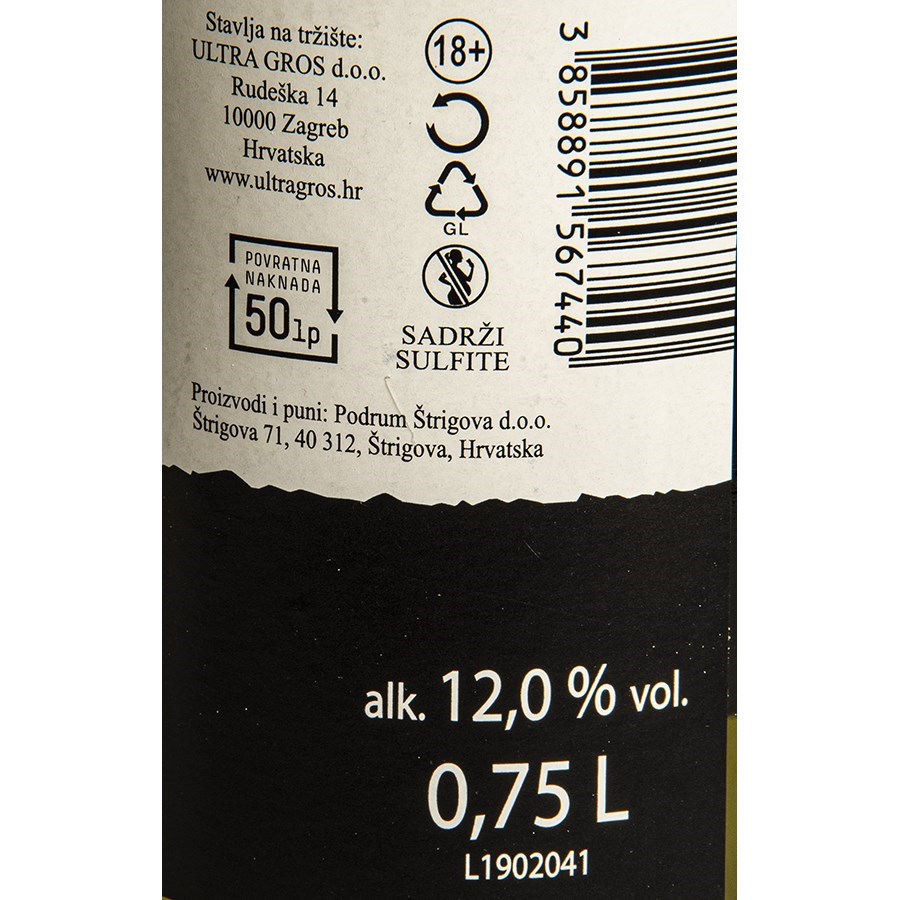 Stavlja na tržište:
ULTRA GROS d.o.o.
Rudeška 14
10000 Zagreb
Hrvatska
www.ultragros.hr
18+
GL
POVRATNA
NAKNADA
50lp
SADRŽI
SULFITE
3 858891 567440
Proizvodi i puni: Podrum Štrigova d.o.o.
Štrigova 71, 40 312, Štrigova, Hrvatska
alk. 12,0 % vol.
0,75 L
L1902041